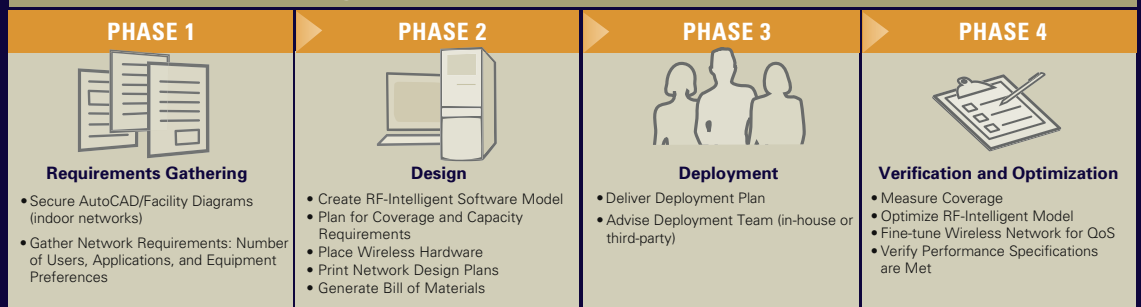 PHASE 1
Requirements Gathering
• Secure AutoCAD/Facility Diagrams
(indoor networks)
• Gather Network Requirements: Number
of Users, Applications, and Equipment
Preferences
PHASE 2
Design
• Create RF-Intelligent Software Model
• Plan for Coverage and Capacity
Requirements
• Place Wireless Hardware
• Print Network Design Plans
• Generate Bill of Materials
PHASE 3
Deployment
• Deliver Deployment Plan
• Advise Deployment Team (in-house or
third-party)
PHASE 4
Verification and Optimization
• Measure Coverage
• Optimize RF-Intelligent Model
• Fine-tune Wireless Network for QoS
• Verify Performance Specifications
are Met